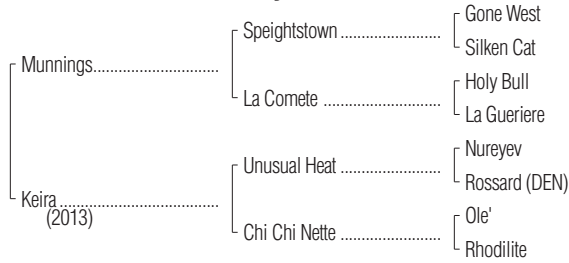 Gone West
Speightstown ........................
Silken Cat
Munnings..............................
Holy Bull
La Comete ............................
La Gueriere
Nureyev
Unusual Heat ........................
Rossard (DEN)
Keira ....................................
(2013)
Ole'
Chi Chi Nette ........................
Rhodilite